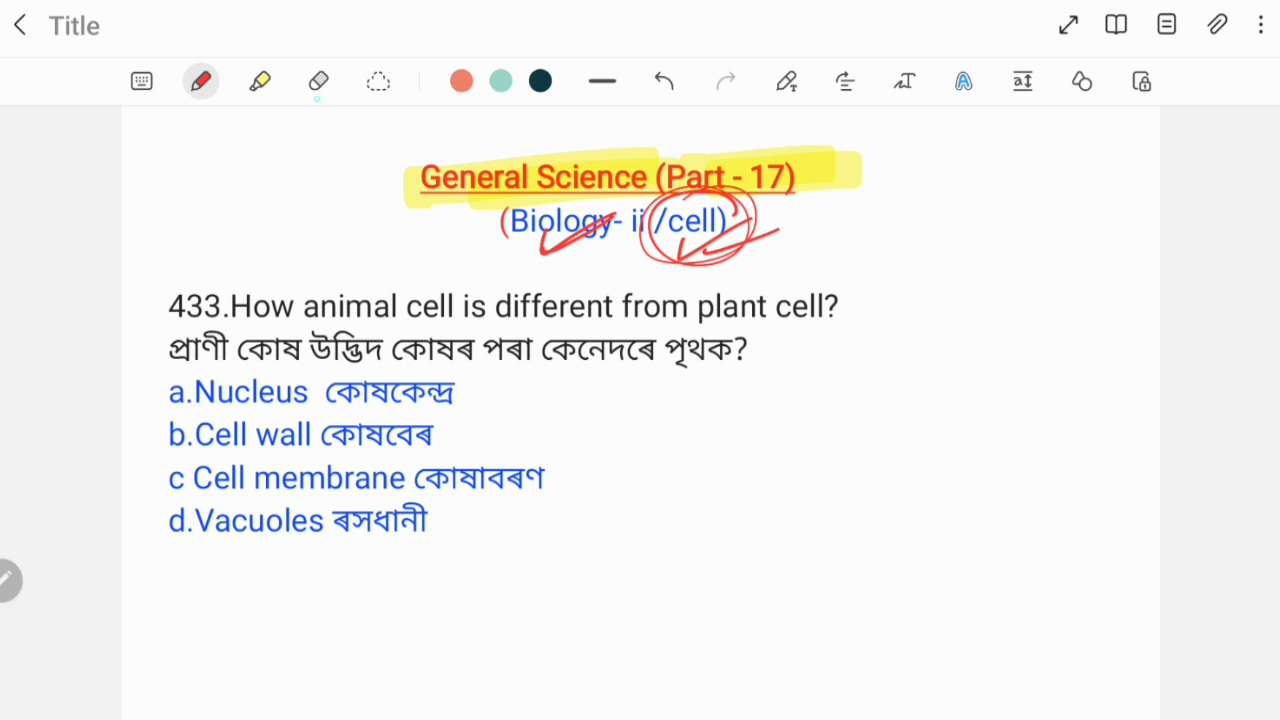 Title
General Science (Part - 17)
(Biology- ii /cell)
433.How animal cell is different from plant cell?
প্ৰাণী কোষ উদ্ভিদ কোষৰ পৰা কেনেদৰে পৃথক?
a.Nucleus কোষকেন্দ্ৰ
b.Cell wall কোষবেৰ
c Cell membrane কোষাবৰণ
d.Vacuoles ৰসধানী